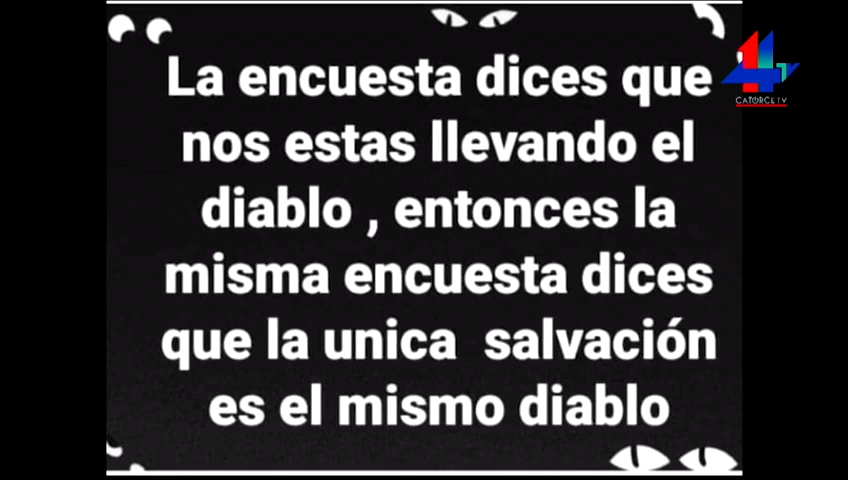 La encuesta dices que
nos estas llevando el
diablo , entonces la
misma encuesta dices
que la unica salvación
es el mismo diablo
CATORCE TV